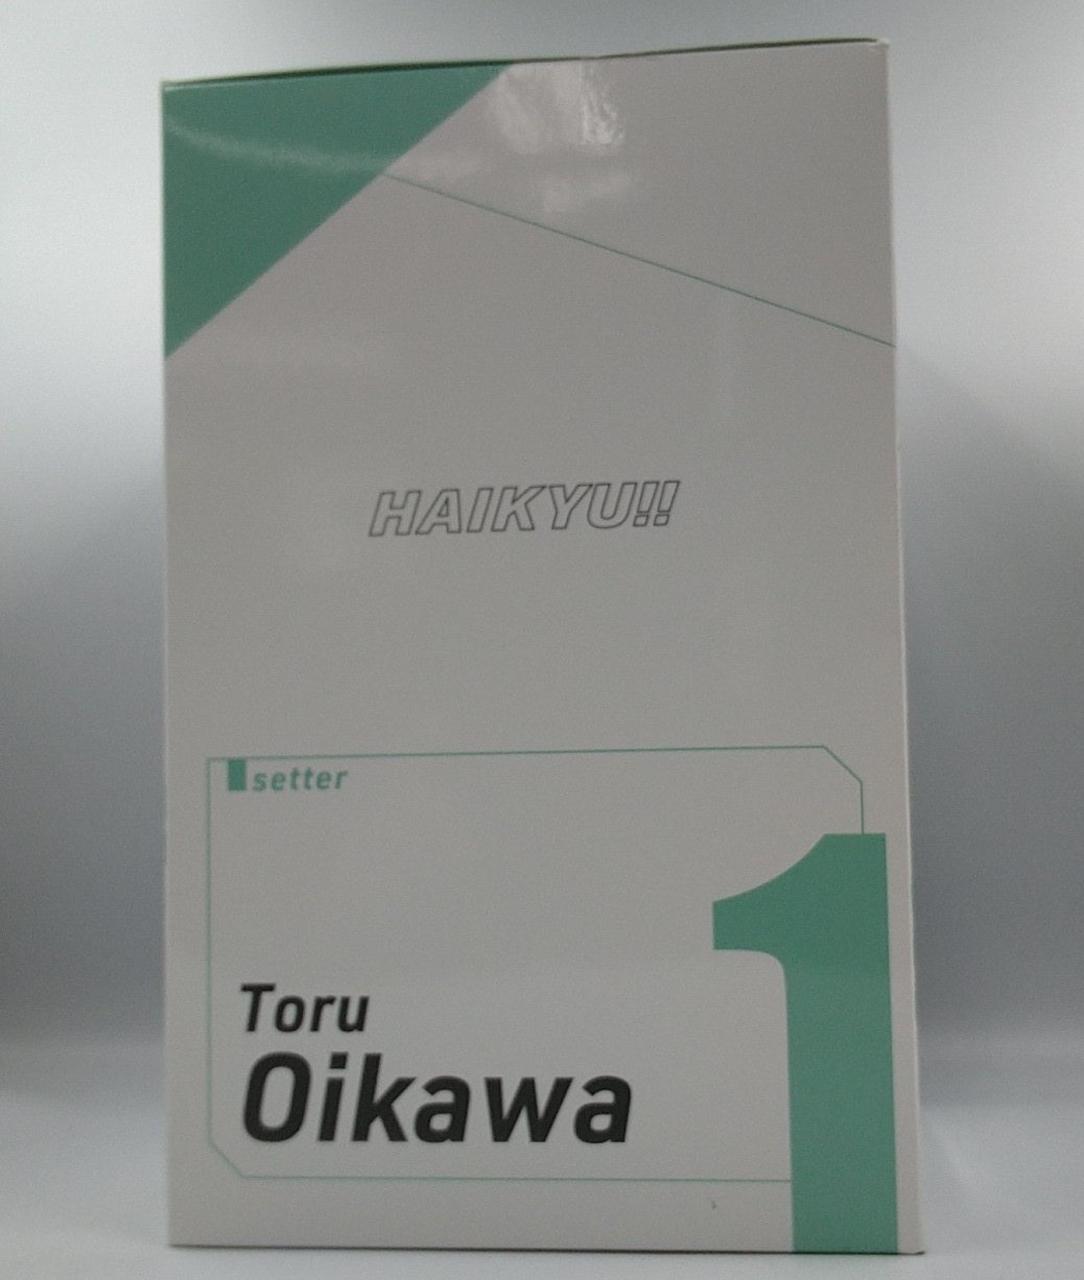 HAIKYU!!
setter
Toru
Oikawa
1